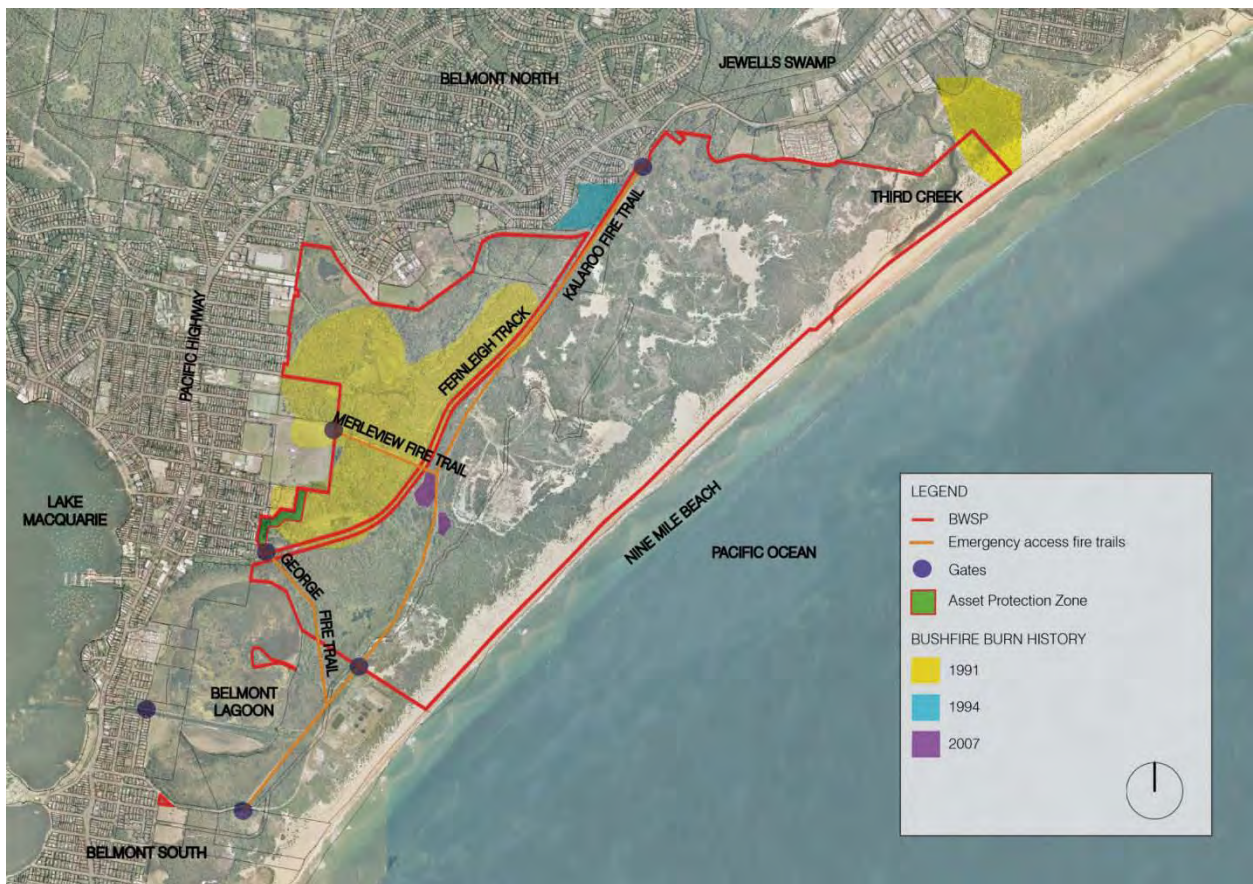 JEWELLS SWAMP
BELMONT NORTH
THIRD CREEK
KALAROO FIRE TRAIL
PACIFIC HIGHWAY
FERNLEIGH TRACK
MERLEVIEW FIRE TRAIL
LAKE
MACQUARIE
NINE MILE BEACH
PACIFIC OCEAN
GEORGE
FIRE TRAIL
BELMONT
LAGOON
BELMONT SOUTH
LEGEND
BWSP
Emergency access fire trails
Gates
Asset Protection Zone
BUSHFIRE BURN HISTORY
1991
1994
2007